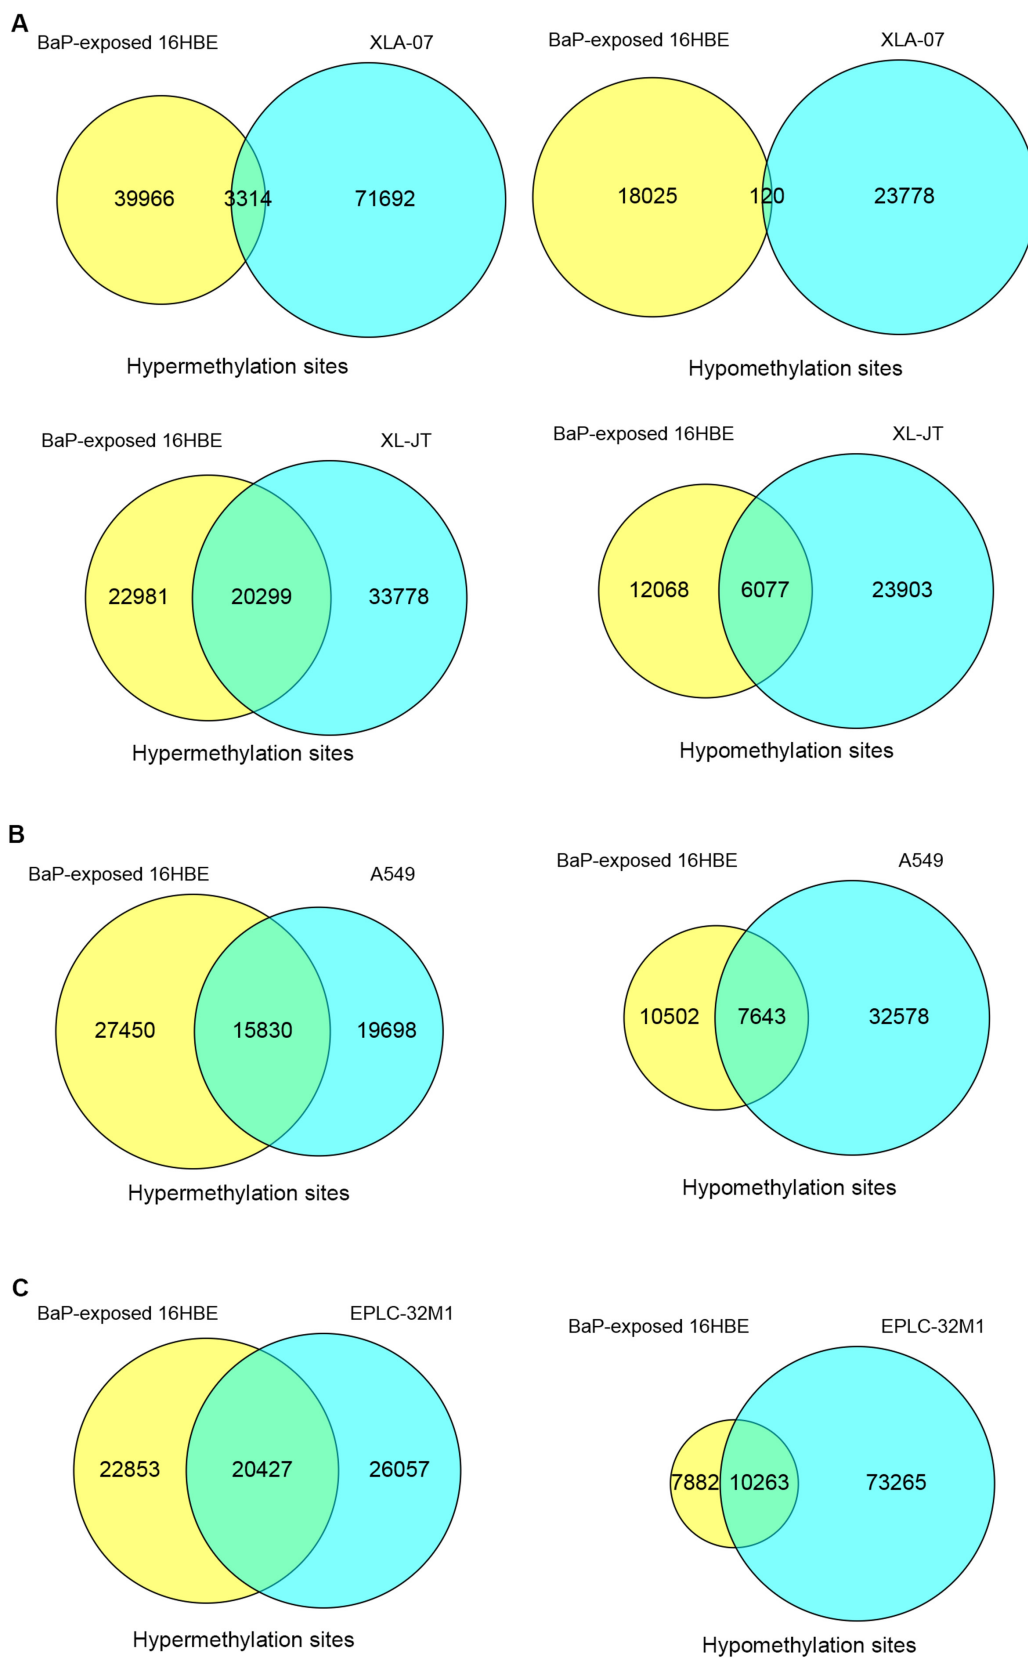 A
BaP-exposed 16HBE XLA-07
39966 3314 71692
Hypermethylation sites
BaP-exposed 16HBE XLA-07
18025 120 23778
Hypomethylation sites
BaP-exposed 16HBE XL-JT
22981 20299 33778
Hypermethylation sites
BaP-exposed 16HBE XL-JT
12068 6077 23903
Hypomethylation sites
B
BaP-exposed 16HBE A549
27450 15830 19698
Hypermethylation sites
BaP-exposed 16HBE A549
10502 7643 32578
Hypomethylation sites
C
BaP-exposed 16HBE EPLC-32M1
22853 20427 26057
Hypermethylation sites
BaP-exposed 16HBE EPLC-32M1
7882 10263 73265
Hypomethylation sites